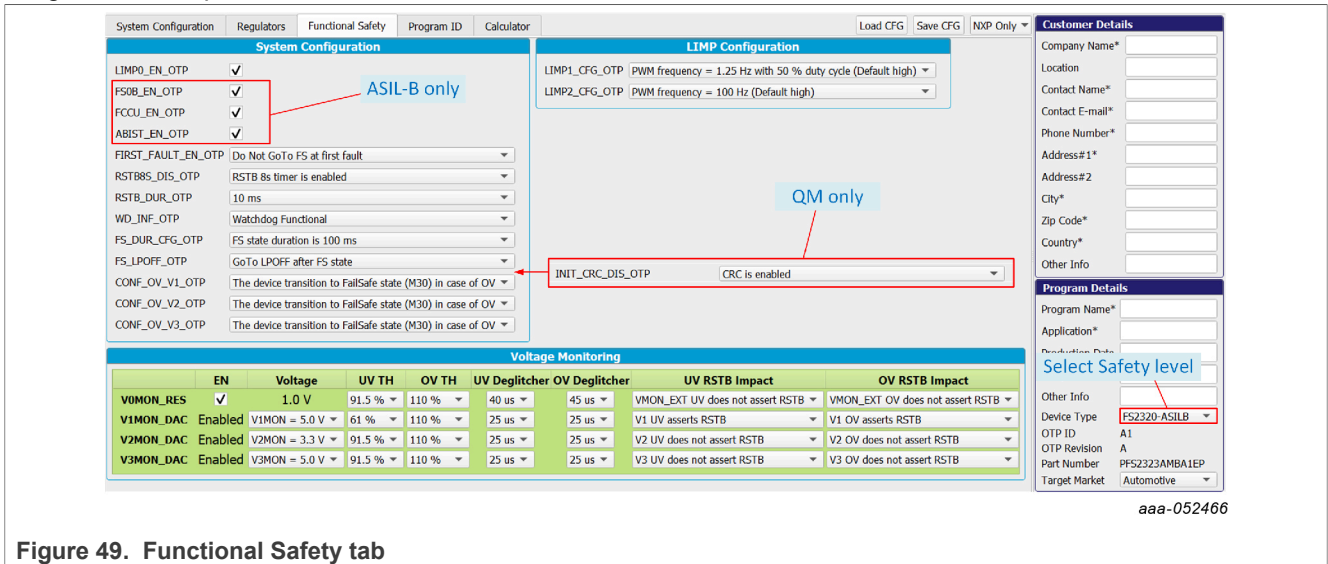 System Configuration Regulators Functional Safety Program ID Calculator Load CFG Save CFG NXP Only
System Configuration
LIMP0_EN_OTP
FS0B_EN_OTP
FCCU_EN_OTP
ABIST_EN_OTP
ASIL-B only
FIRST_FAULT_EN_OTP Do Not GoTo FS at first fault
RSTB8S_DIS_OTP RSTB 8s timer is enabled
RSTB_DUR_OTP 10 ms
WD_INF_OTP Watchdog Functional
FS_DUR_CFG_OTP FS state duration is 100 ms
FS_LPOFF_OTP GoTo LPOFF after FS state
CONF_OV_V1_OTP The device transition to FailSafe state (M30) in case of OV
CONF_OV_V2_OTP The device transition to FailSafe state (M30) in case of OV
CONF_OV_V3_OTP The device transition to FailSafe state (M30) in case of OV
LIMP Configuration
LIMP1_CFG_OTP PWM frequency = 1.25 Hz with 50 % duty cycle (Default high)
LIMP2_CFG_OTP PWM frequency = 100 Hz (Default high)
QM only
INIT_CRC_DIS_OTP CRC is enabled
Voltage Monitoring
EN Voltage UV TH OV TH UV Deglitcher OV Deglitcher UV RSTB Impact OV RSTB Impact
V0MON_RES 1.0 V 91.5 % 110 % 40 us 45 us VMON_EXT UV does not assert RSTB VMON_EXT OV does not assert RSTB
V1MON_DAC Enabled V1MON = 5.0 V 61 % 110 % 25 us 25 us V1 UV asserts RSTB V1 OV asserts RSTB
V2MON_DAC Enabled V2MON = 3.3 V 91.5 % 110 % 25 us 25 us V2 UV does not assert RSTB V2 OV does not assert RSTB
V3MON_DAC Enabled V3MON = 5.0 V 91.5 % 110 % 25 us 25 us V3 UV does not assert RSTB V3 OV does not assert RSTB
Customer Details
Company Name*
Location
Contact Name*
Contact E-mail*
Phone Number*
Address#1*
Address#2
City*
Zip Code*
Country*
Other Info
Program Details
Program Name*
Application*
Select Safety level
Other Info
Device Type FS2320-ASILB
OTP ID A1
OTP Revision A
Part Number PFS2323AMBA1EP
Target Market Automotive
aaa-052466
Figure 49. Functional Safety tab